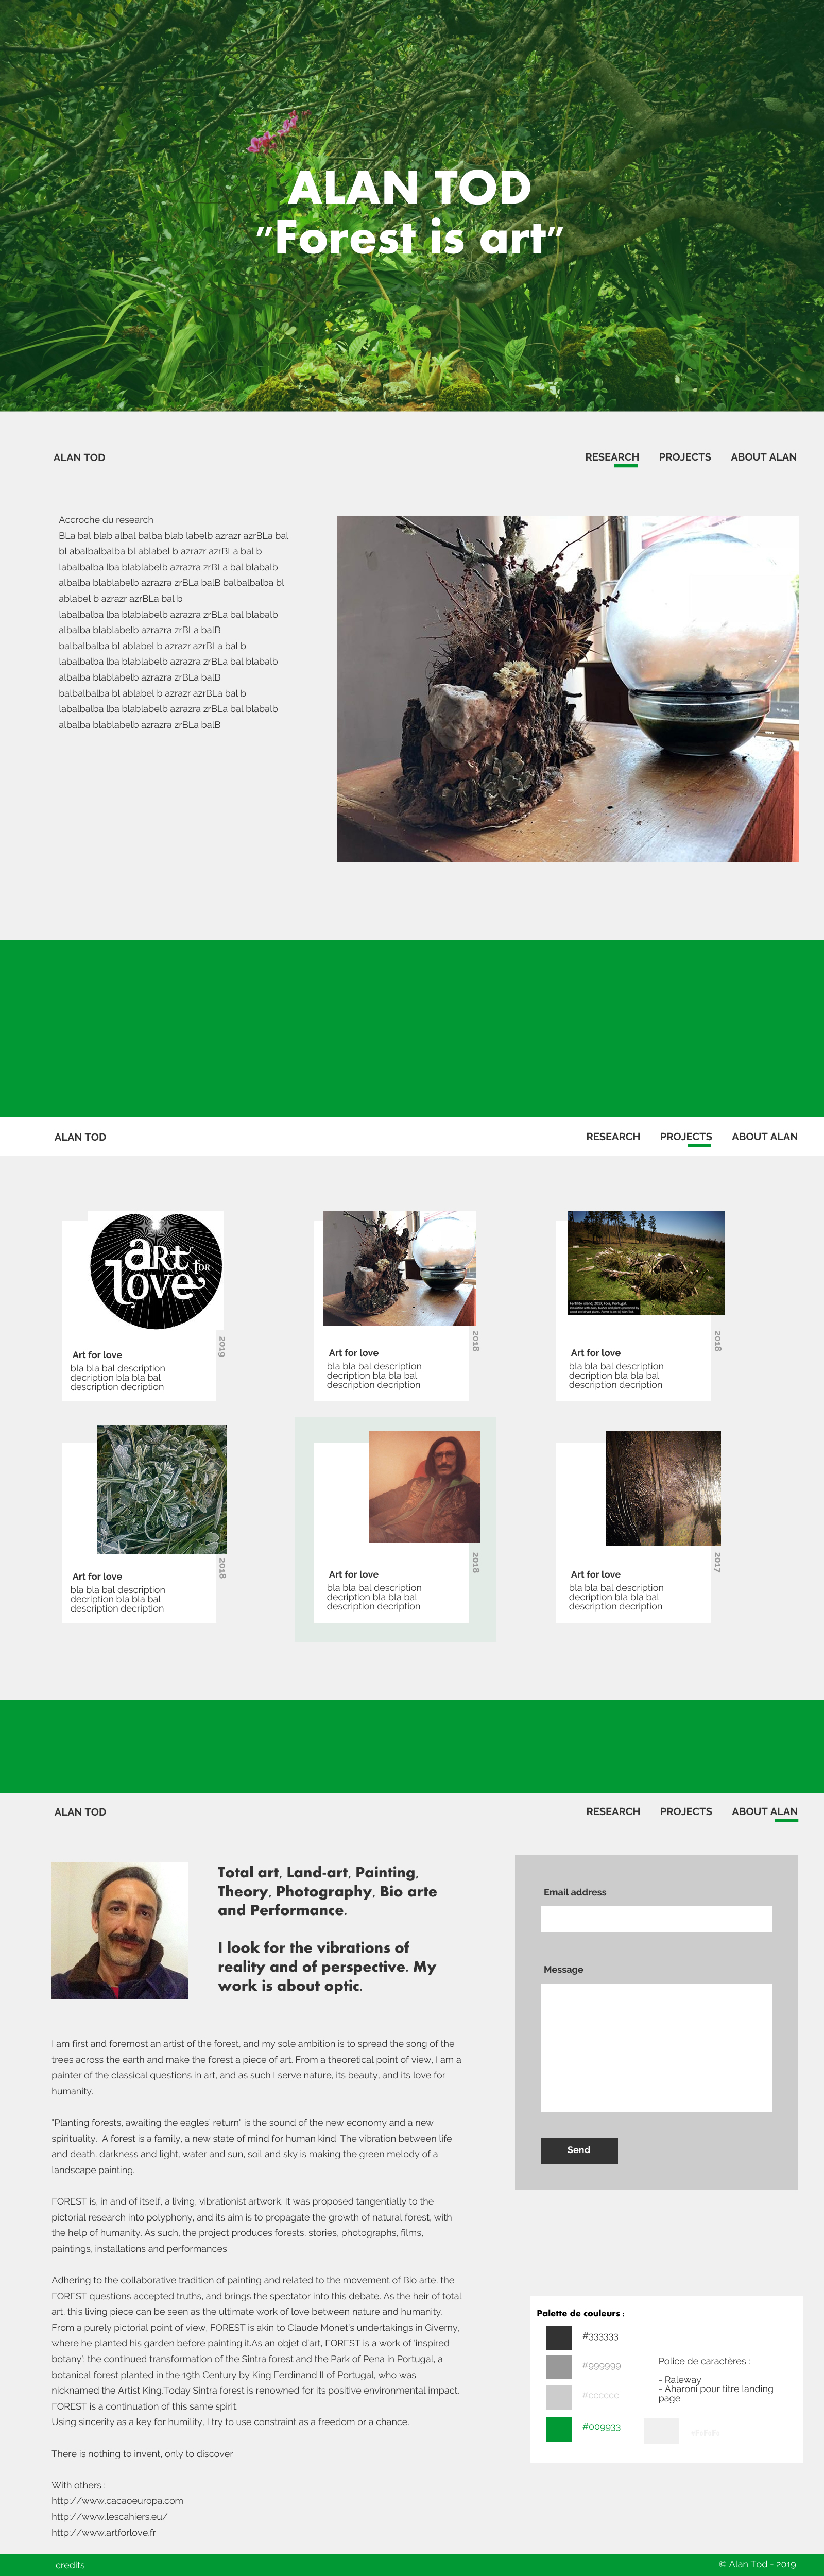 ALAN TOD
"Forest is art"
ALAN TOD
RESEARCH PROJECTS ABOUT ALAN
Accroche du research
BLa bal blab albal balba blab labelb azrazr azrBLa bal
bl abalbalbalba bl ablabel b azrazr azrBLa bal b
labalbalba lba blablabelb azrazra zrBLa bal blabalb
albalba blablabelb azrazra zrBLa balB balbalbalba bl
ablabel b azrazr azrBLa bal b
labalbalba lba blablabelb azrazra zrBLa bal blabalb
albalba blablabelb azrazra zrBLa balB
balbalbalba bl ablabel b azrazr azrBLa bal b
labalbalba lba blablabelb azrazra zrBLa bal blabalb
albalba blablabelb azrazra zrBLa balB
balbalbalba bl ablabel b azrazr azrBLa bal b
labalbalba lba blablabelb azrazra zrBLa bal blabalb
albalba blablabelb azrazra zrBLa balB
ALAN TOD
RESEARCH PROJECTS ABOUT ALAN
art FOR love
2019
Art for love
bla bla bal description
decription bla bla bal
description decription
2018
Art for love
bla bla bal description
decription bla bla bal
description decription
2018
Art for love
bla bla bal description
decription bla bla bal
description decription
2018
Art for love
bla bla bal description
decription bla bla bal
description decription
2018
Art for love
bla bla bal description
decription bla bla bal
description decription
2017
Art for love
bla bla bal description
decription bla bla bal
description decription
ALAN TOD
RESEARCH PROJECTS ABOUT ALAN
Total art, Land-art, Painting,
Theory, Photography, Bio arte
and Performance.
I look for the vibrations of
reality and of perspective. My
work is about optic.
I am first and foremost an artist of the forest, and my sole ambition is to spread the song of the
trees across the earth and make the forest a piece of art. From a theoretical point of view, I am a
painter of the classical questions in art, and as such I serve nature, its beauty, and its love for
humanity.
"Planting forests, awaiting the eagles' return" is the sound of the new economy and a new
spirituality. A forest is a family, a new state of mind for human kind. The vibration between life
and death, darkness and light, water and sun, soil and sky is making the green melody of a
landscape painting.
FOREST is, in and of itself, a living, vibrationist artwork. It was proposed tangentially to the
pictorial research into polyphony, and its aim is to propagate the growth of natural forest, with
the help of humanity. As such, the project produces forests, stories, photographs, films,
paintings, installations and performances.
Adhering to the collaborative tradition of painting and related to the movement of Bio arte, the
FOREST questions accepted truths, and brings the spectator into this debate. As the heir of total
art, this living piece can be seen as the ultimate work of love between nature and humanity.
From a purely pictorial point of view, FOREST is akin to Claude Monet's undertakings in Giverny,
where he planted his garden before painting it.As an objet d'art, FOREST is a work of 'inspired
botany'; the continued transformation of the Sintra forest and the Park of Pena in Portugal, a
botanical forest planted in the 19th Century by King Ferdinand II of Portugal, who was
nicknamed the Artist King.Today Sintra forest is renowned for its positive environmental impact.
FOREST is a continuation of this same spirit.
Using sincerity as a key for humility, I try to use constraint as a freedom or a chance.
There is nothing to invent, only to discover.
With others :
http://www.cacaoeuropa.com
http://www.lescahiers.eu/
http://www.artforlove.fr
Email address
Message
Send
Palette de couleurs :
#333333
#999999
#cccccc
#009933
Police de caractères :
- Raleway
- Aharoni pour titre landing
page
credits
© Alan Tod - 2019